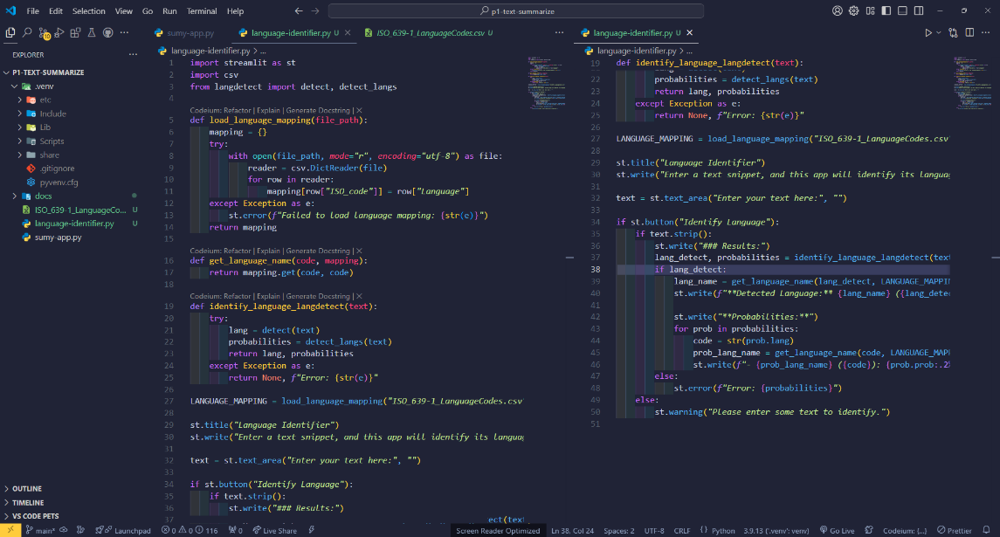 File Edit Selection View Go Run Terminal Help
p1-text-summarize
EXPLORER
P1-TEXT-SUMMARIZE
.venv
etc
Include
Lib
Scripts
share
.gitignore
pyvenv.cfg
docs
ISO_639-1_LanguageCo... U
language-identifier.py U
sumy-app.py
OUTLINE
TIMELINE
VS CODE PETS
sumy-app.py
language-identifier.py U
ISO_639-1_LanguageCodes.csv U
language-identifier.py > ...
1 import streamlit as st
2 import csv
3 from langdetect import detect, detect_langs
4
Codeium: Refactor | Explain | Generate Docstring | X
5 def load_language_mapping(file_path):
6 mapping = {}
7 try:
8 with open(file_path, mode="r", encoding="utf-8") as file:
9 reader = csv.DictReader(file)
10 for row in reader:
11 mapping[row["ISO_code"]] = row["Language"]
12 except Exception as e:
13 st.error(f"Failed to load language mapping: {str(e)}")
14 return mapping
15
Codeium: Refactor | Explain | Generate Docstring | X
16 def get_language_name(code, mapping):
17 return mapping.get(code, code)
18
Codeium: Refactor | Explain | Generate Docstring | X
19 def identify_language_langdetect(text):
20 try:
21 lang = detect(text)
22 probabilities = detect_langs(text)
23 return lang, probabilities
24 except Exception as e:
25 return None, f"Error: {str(e)}"
26
27 LANGUAGE_MAPPING = load_language_mapping("ISO_639-1_LanguageCodes.csv
28
29 st.title("Language Identifier")
30 st.write("Enter a text snippet, and this app will identify its languag
31
32 text = st.text_area("Enter your text here:", "")
33
34 if st.button("Identify Language"):
35 if text.strip():
36 st.write("### Results:")
37 ect(text
language-identifier.py U
language-identifier.py > ...
19 def identify_language_langdetect(text):
22 probabilities = detect_langs(text)
23 return lang, probabilities
24 except Exception as e:
25 return None, f"Error: {str(e)}"
26
27 LANGUAGE_MAPPING = load_language_mapping("ISO_639-1_LanguageCodes.csv
28
29 st.title("Language Identifier")
30 st.write("Enter a text snippet, and this app will identify its languag
31
32 text = st.text_area("Enter your text here:", "")
33
34 if st.button("Identify Language"):
35 if text.strip():
36 st.write("### Results:")
37 lang_detect, probabilities = identify_language_langdetect(text
38 if lang_detect:
39 lang_name = get_language_name(lang_detect, LANGUAGE_MAPPIN
40 st.write(f"**Detected Language:** {lang_name} ({lang_detec
41
42 st.write("**Probabilities:**")
43 for prob in probabilities:
44 code = str(prob.lang)
45 prob_lang_name = get_language_name(code, LANGUAGE_MAPP
46 st.write(f"- {prob_lang_name} ({code}): {prob.prob:.2%
47 else:
48 st.error(f"Error: {probabilities}")
49 else:
50 st.warning("Please enter some text to identify.")
51
main* Launchpad 0 0 116 0 Live Share Screen Reader Optimized Ln 38, Col 24 Spaces: 2 UTF-8 CRLF Python 3.9.13 ('.venv': venv) Go Live Codeium: {...} Prettier